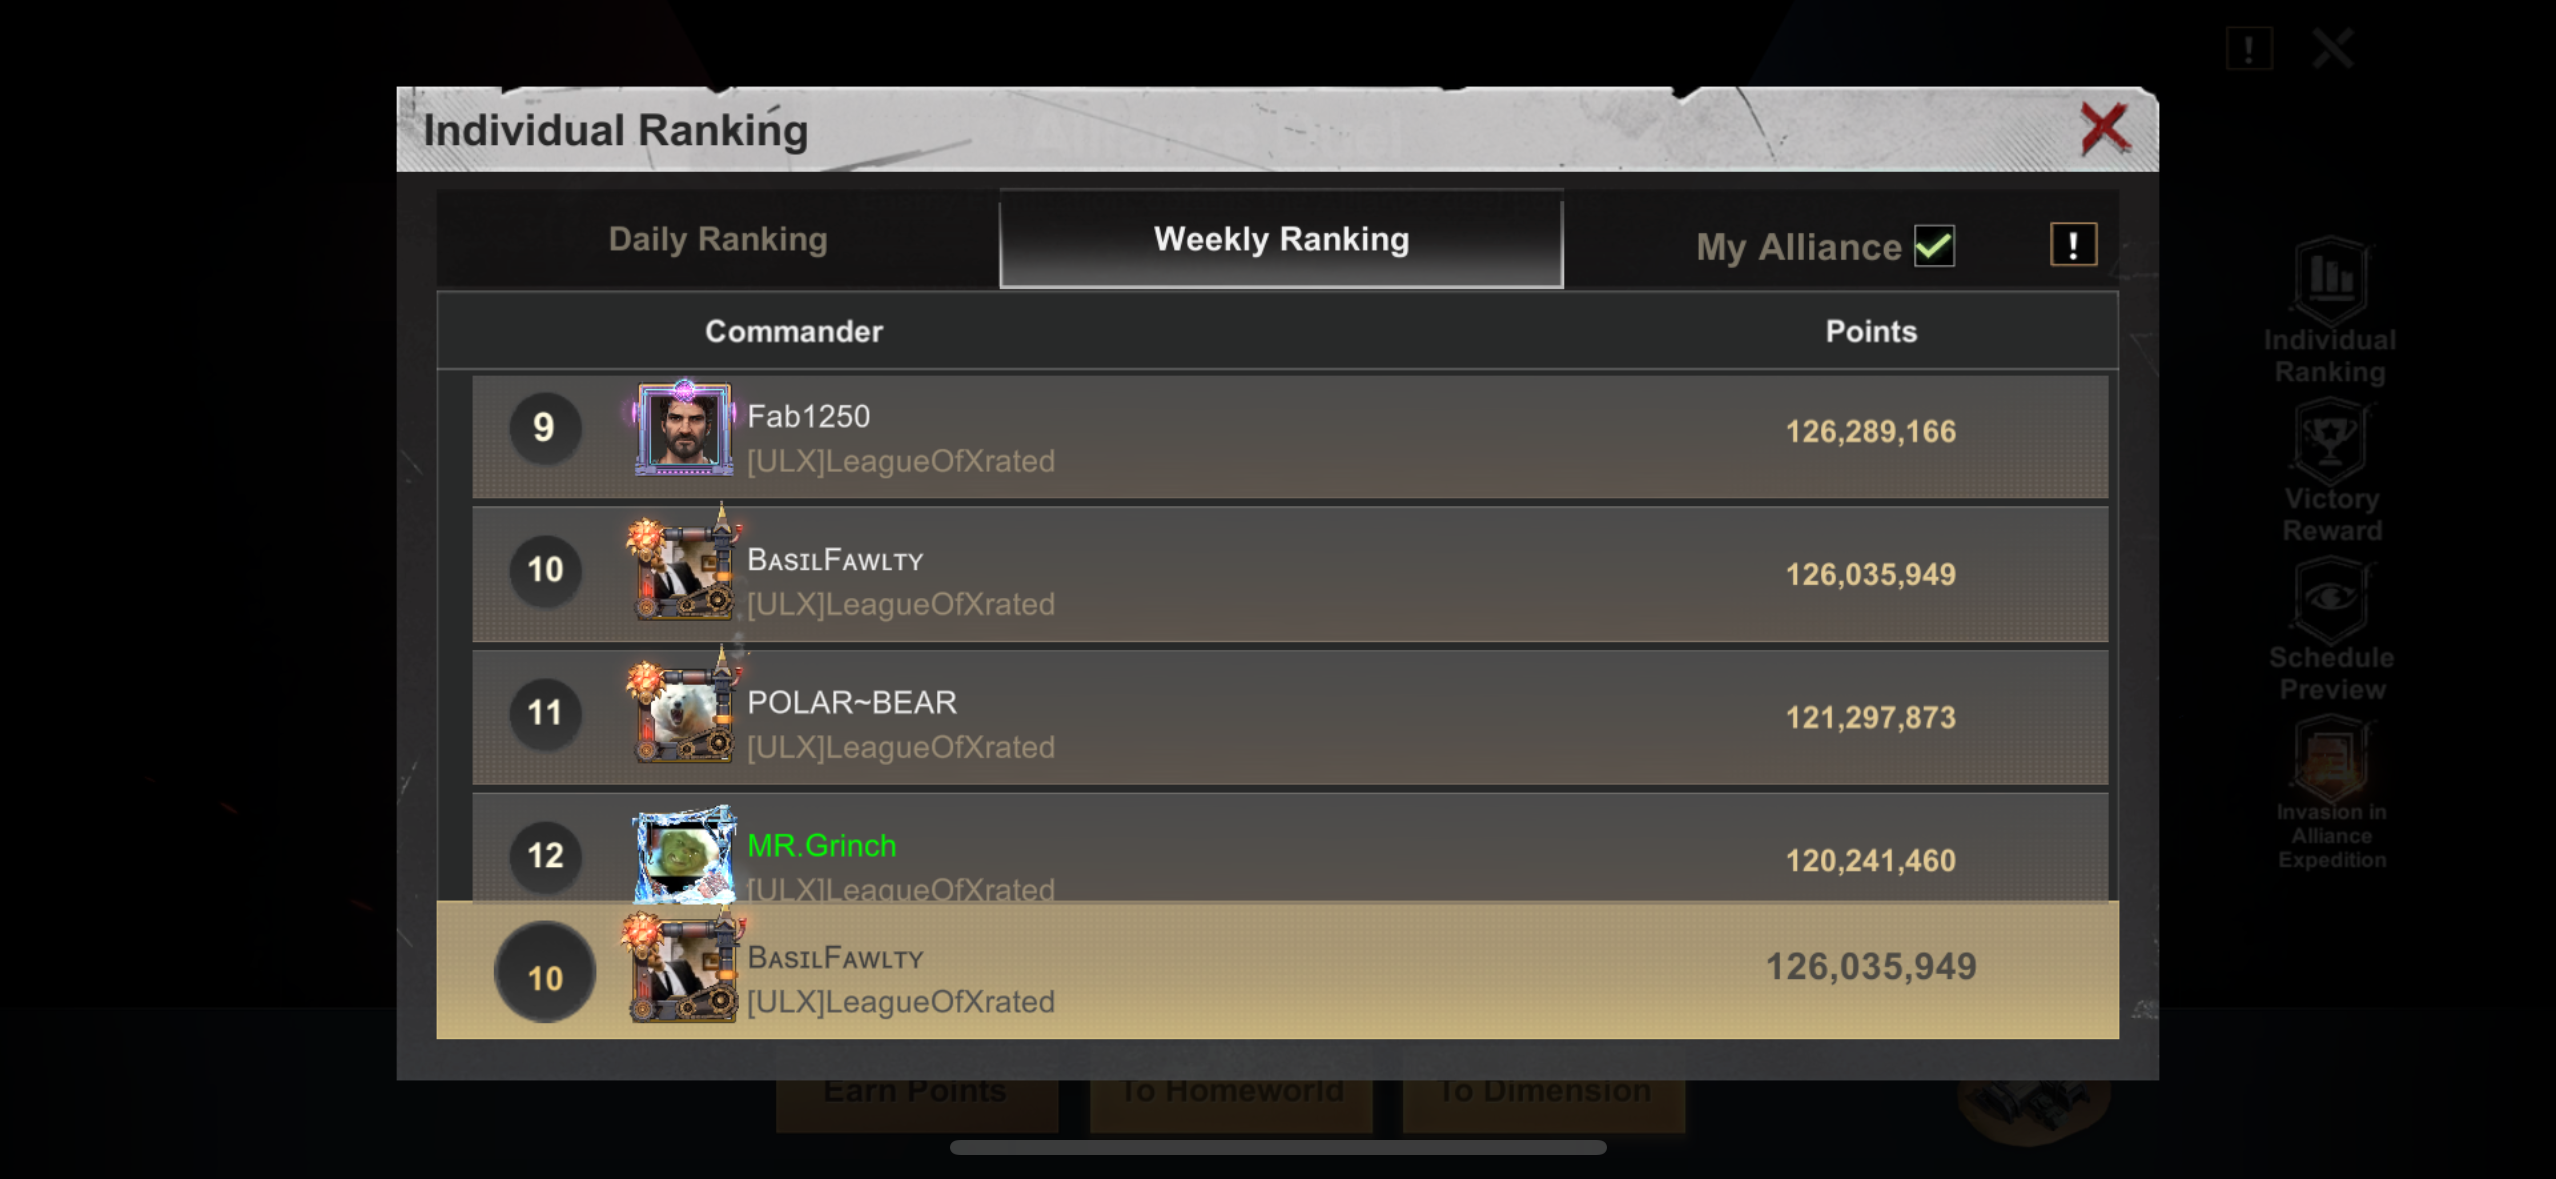 Individual Ranking
Daily Ranking
Weekly Ranking
My Alliance
!
Commander
Points
9
Fab1250
[ULX]LeagueOfXrated
126,289,166
10
BᴀsɪʟFᴀᴡʟᴛʏ
[ULX]LeagueOfXrated
126,035,949
11
POLAR~BEAR
[ULX]LeagueOfXrated
121,297,873
12
MR.Grinch
[ULX]LeagueOfXrated
120,241,460
10
BᴀsɪʟFᴀᴡʟᴛʏ
[ULX]LeagueOfXrated
126,035,949
!
Individual
Ranking
Victory
Reward
Schedule
Preview
Invasion in
Alliance
Expedition
Earn Points
To Homeworld
To Dimension